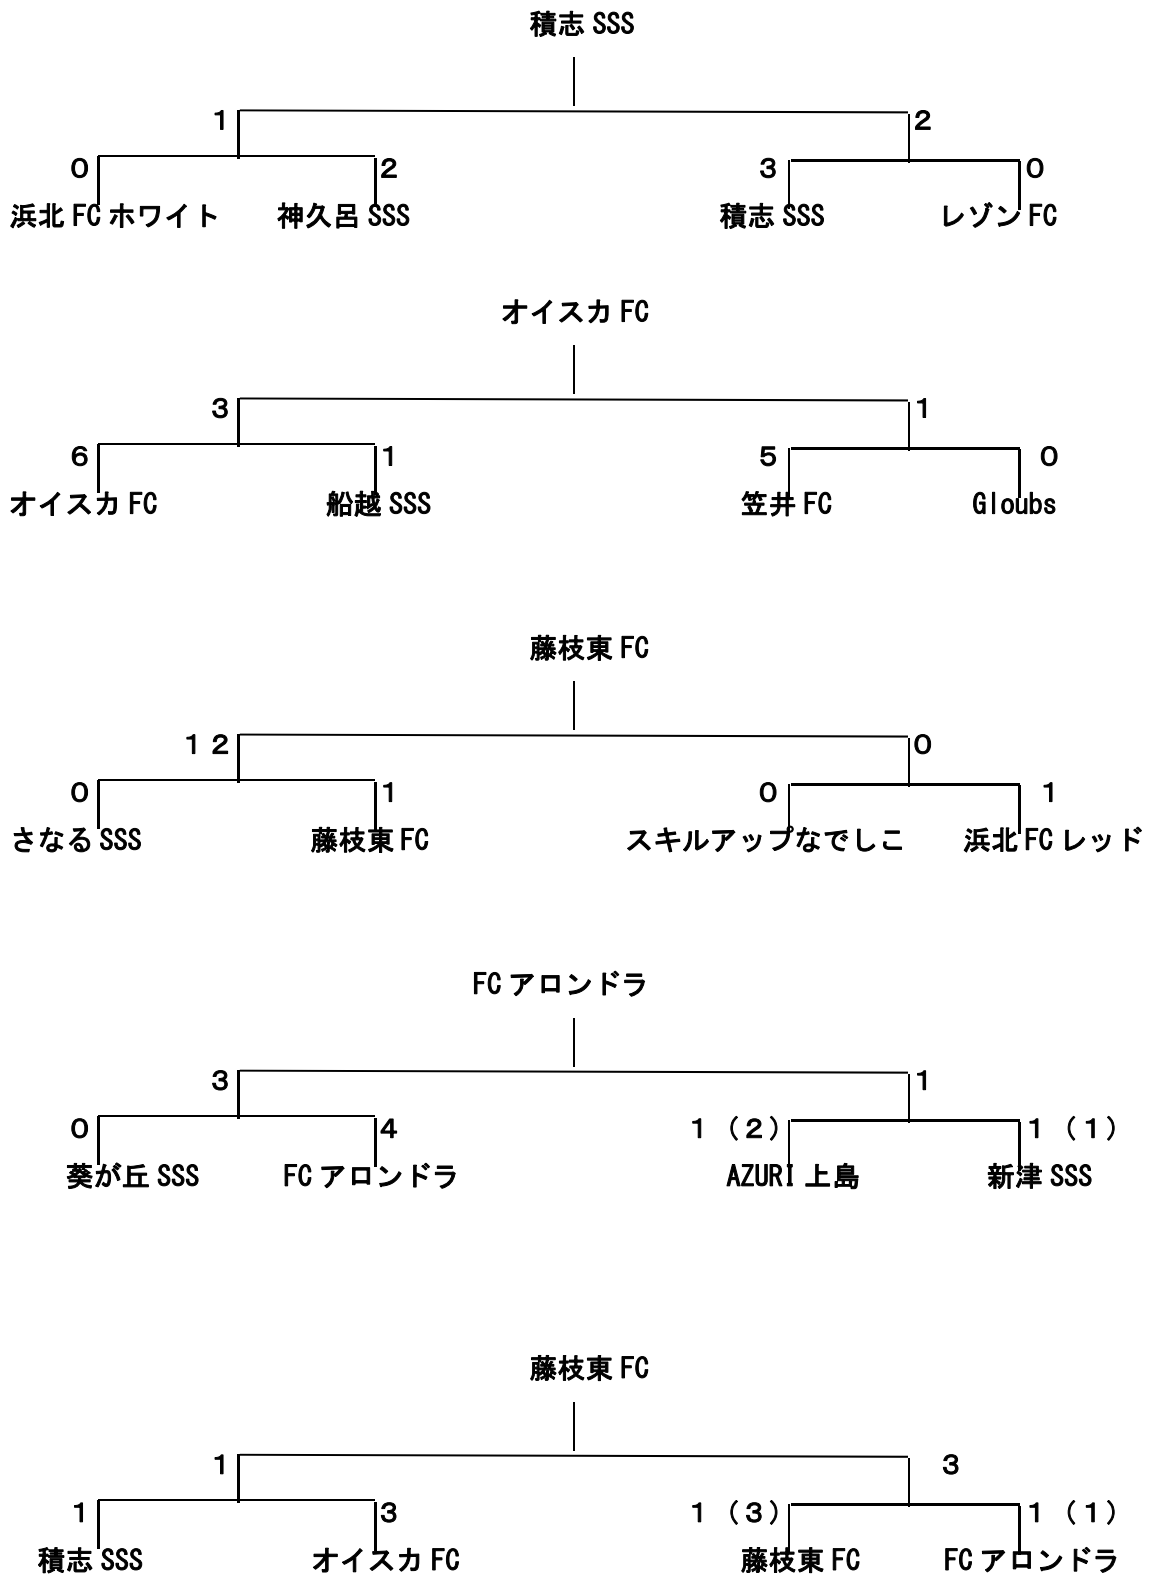 積志 SSS
1 2
0 2 3 0
浜北 FC ホワイト 神久呂 SSS 積志 SSS レゾン FC
オイスカ FC
3 1
6 1 5 0
オイスカ FC 船越 SSS 笠井 FC Gloubs
藤枝東 FC
1 2 0
0 1 0 1
さなる SSS 藤枝東 FC スキルアップなでしこ 浜北 FC レッド
FC アロンドラ
3 1
0 4 1 (2) 1 (1)
葵が丘 SSS FC アロンドラ AZURI 上島 新津 SSS
藤枝東 FC
1 3
1 3 1 (3) 1 (1)
積志 SSS オイスカ FC 藤枝東 FC FC アロンドラ